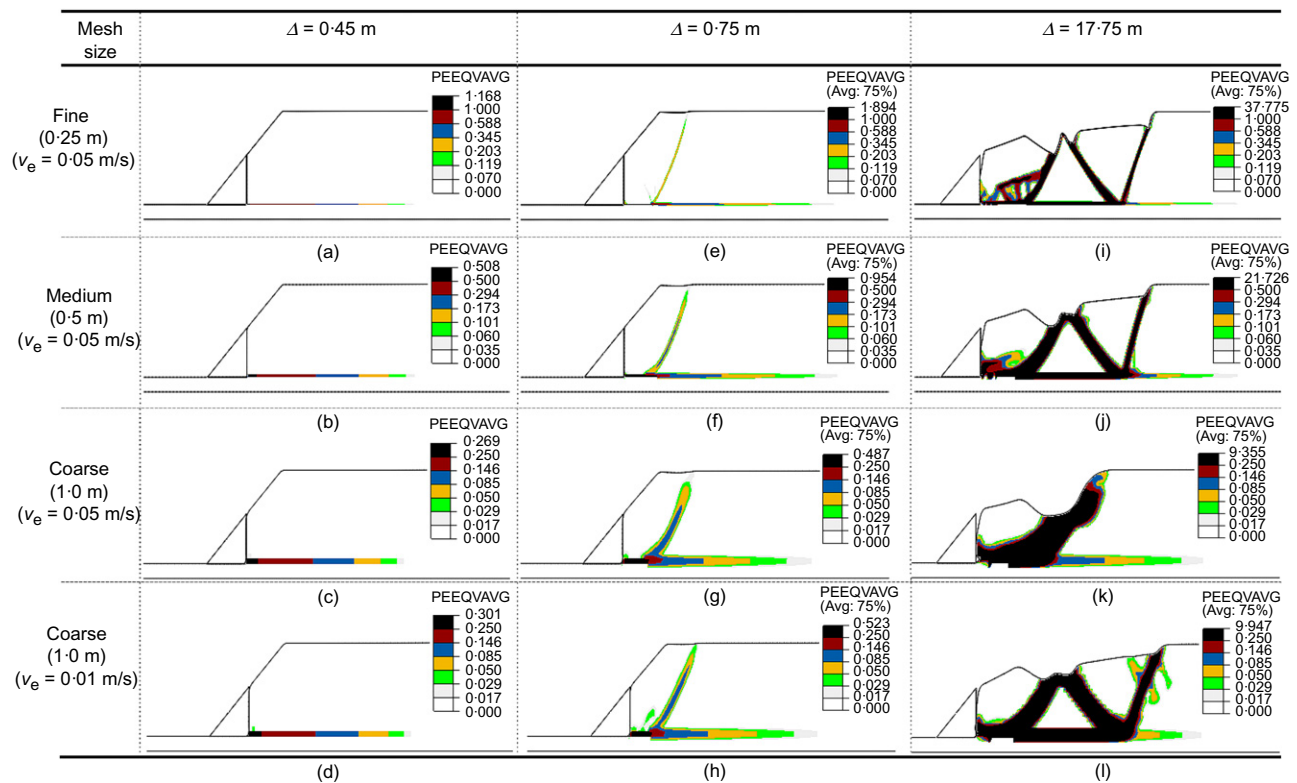 Mesh size
Δ = 0·45 m
Δ = 0·75 m
Δ = 17·75 m
Fine
(0·25 m)
(vₑ = 0·05 m/s)
PEEQVAVG
1·168
1·000
0·588
0·345
0·203
0·119
0·070
0·000
(a)
PEEQVAVG
(Avg: 75%)
1·894
1·000
0·588
0·345
0·203
0·119
0·070
0·000
(e)
PEEQVAVG
(Avg: 75%)
37·775
1·000
0·588
0·345
0·203
0·119
0·070
0·000
(i)
Medium
(0·5 m)
(vₑ = 0·05 m/s)
PEEQVAVG
0·508
0·500
0·294
0·173
0·101
0·060
0·035
0·000
(b)
PEEQVAVG
(Avg: 75%)
0·954
0·500
0·294
0·173
0·101
0·060
0·035
0·000
(f)
PEEQVAVG
(Avg: 75%)
21·726
0·500
0·294
0·173
0·101
0·060
0·035
0·000
(j)
Coarse
(1·0 m)
(vₑ = 0·05 m/s)
PEEQVAVG
0·269
0·250
0·146
0·085
0·050
0·029
0·017
0·000
(c)
PEEQVAVG
(Avg: 75%)
0·487
0·250
0·146
0·085
0·050
0·029
0·017
0·000
(g)
PEEQVAVG
(Avg: 75%)
9·355
0·250
0·146
0·085
0·050
0·029
0·017
0·000
(k)
Coarse
(1·0 m)
(vₑ = 0·01 m/s)
PEEQVAVG
0·301
0·250
0·146
0·085
0·050
0·029
0·017
0·000
(d)
PEEQVAVG
(Avg: 75%)
0·523
0·250
0·146
0·085
0·050
0·029
0·017
0·000
(h)
PEEQVAVG
(Avg: 75%)
9·947
0·250
0·146
0·085
0·050
0·029
0·017
0·000
(l)